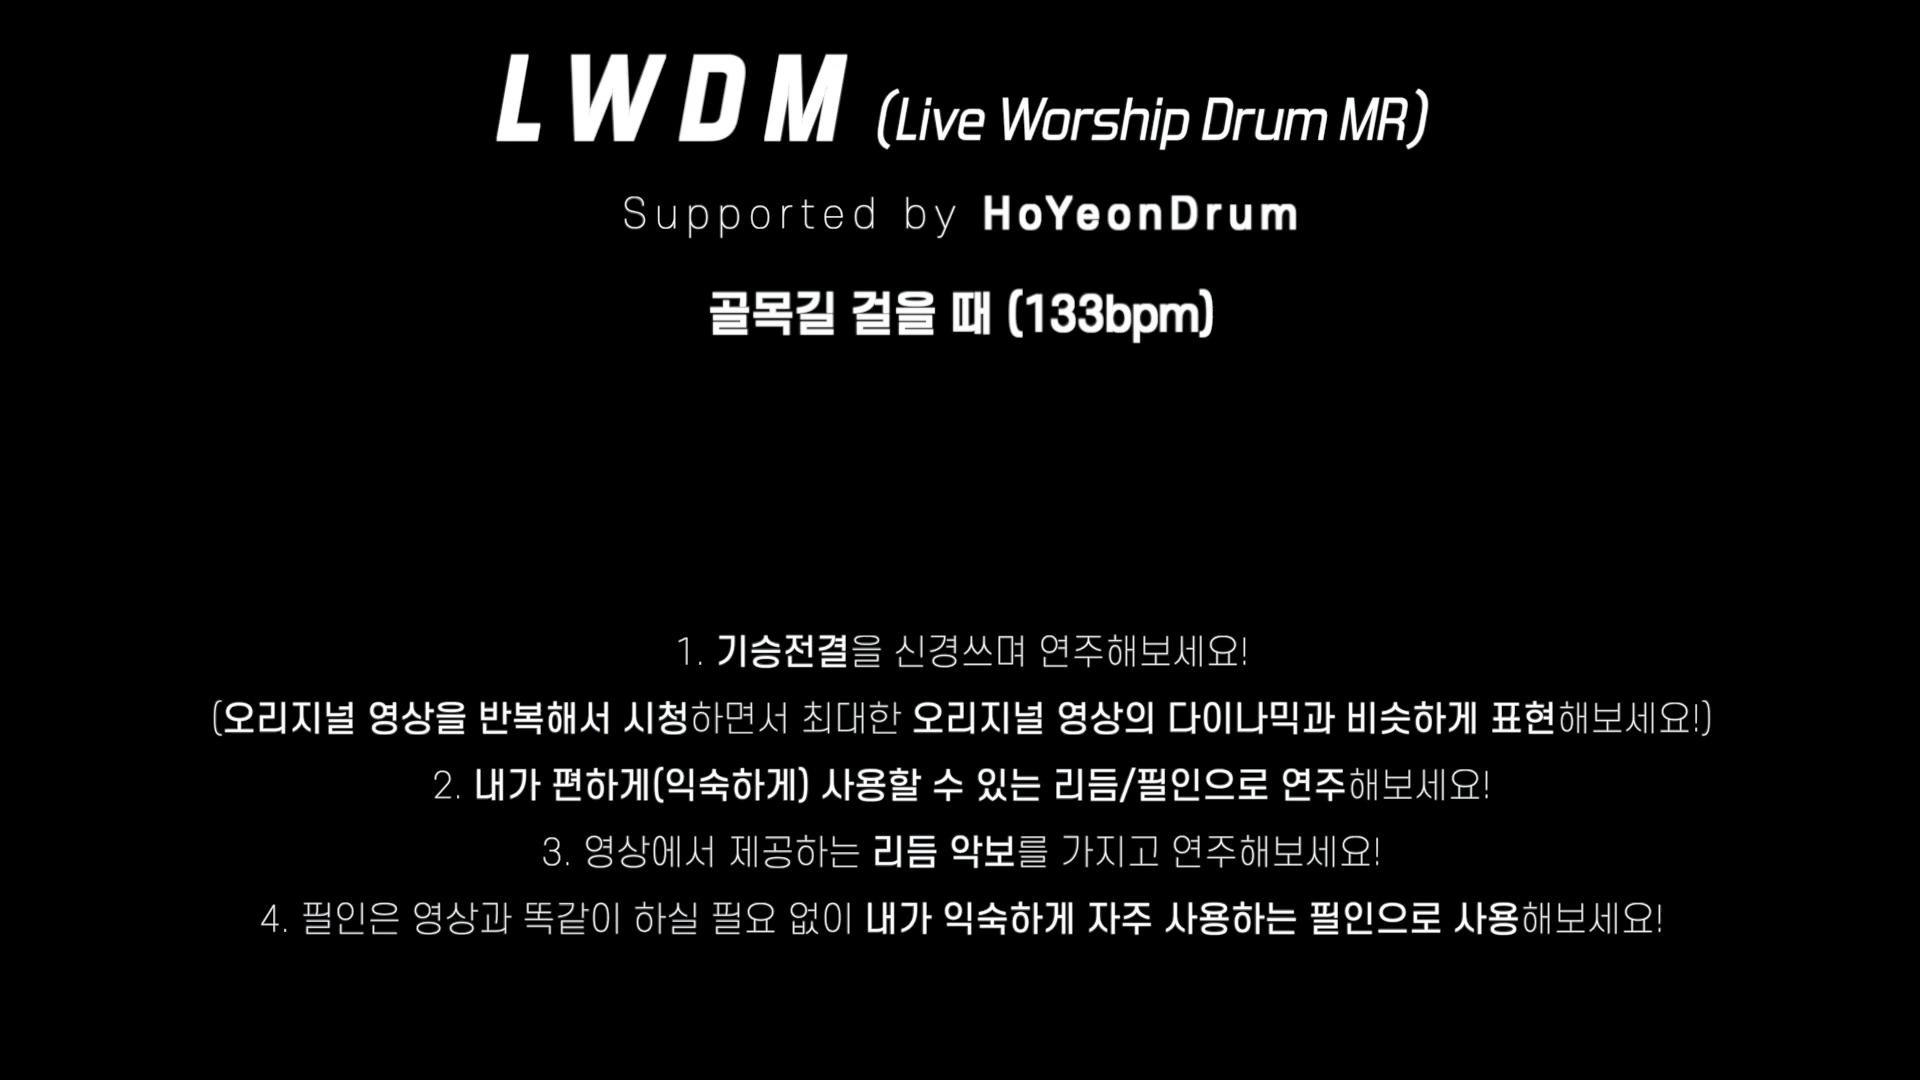 LWDM (Live Worship Drum MR)
Supported by HoYeonDrum
골목길 걸을 때 (133bpm)
1. 기승전결을 신경쓰며 연주해보세요!
(오리지널 영상을 반복해서 시청하면서 최대한 오리지널 영상의 다이나믹과 비슷하게 표현해보세요!)
2. 내가 편하게(익숙하게) 사용할 수 있는 리듬/필인으로 연주해보세요!
3. 영상에서 제공하는 리듬 악보를 가지고 연주해보세요!
4. 필인은 영상과 똑같이 하실 필요 없이 내가 익숙하게 자주 사용하는 필인으로 사용해보세요!